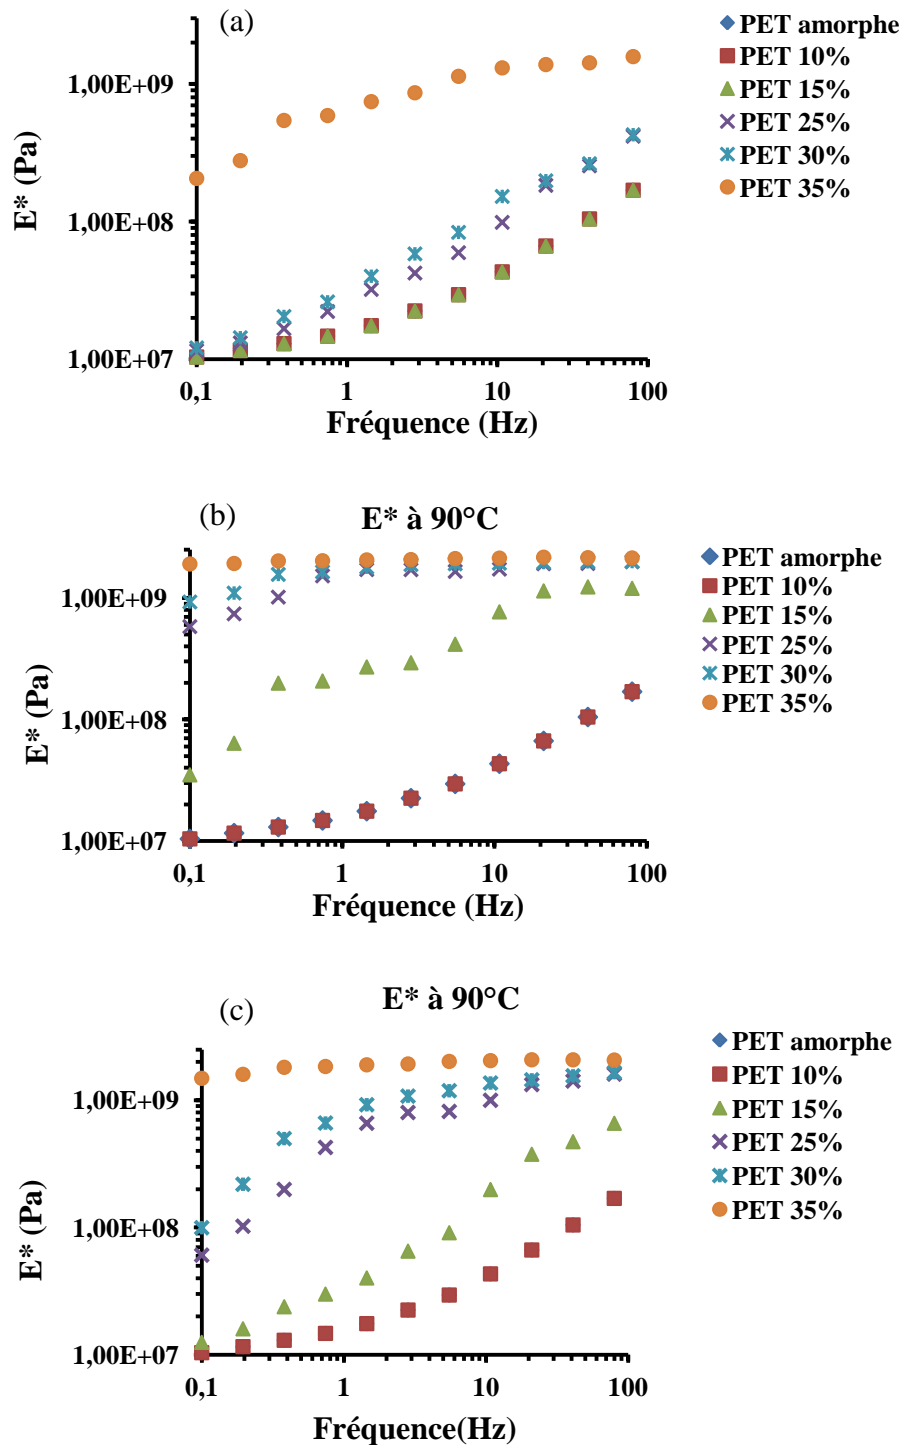 (a)
1,00E+09
1,00E+08
1,00E+07
E* (Pa)
0,1 1 10 100
Fréquence (Hz)
PET amorphe
PET 10%
PET 15%
PET 25%
PET 30%
PET 35%
(b)
E* à 90°C
1,00E+09
1,00E+08
1,00E+07
E* (Pa)
0,1 1 10 100
Fréquence (Hz)
PET amorphe
PET 10%
PET 15%
PET 25%
PET 30%
PET 35%
(c)
E* à 90°C
1,00E+09
1,00E+08
1,00E+07
E* (Pa)
0,1 1 10 100
Fréquence(Hz)
PET amorphe
PET 10%
PET 15%
PET 25%
PET 30%
PET 35%